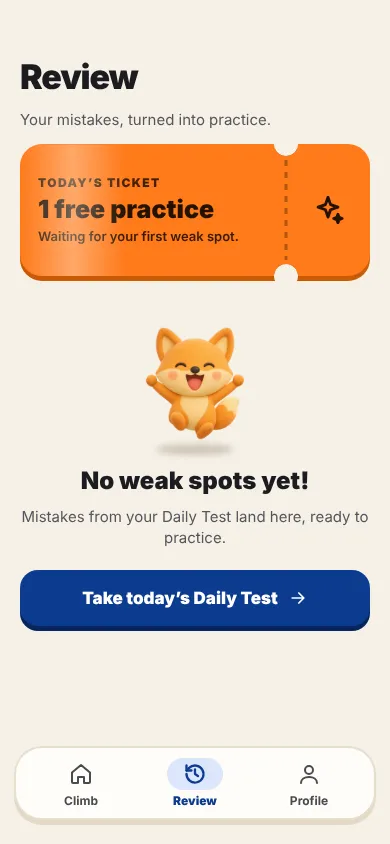 Review
Your mistakes, turned into practice.
TODAY’S TICKET
1 free practice
Waiting for your first weak spot.
No weak spots yet!
Mistakes from your Daily Test land here, ready to
practice.
Take today’s Daily Test →
Climb
Review
Profile